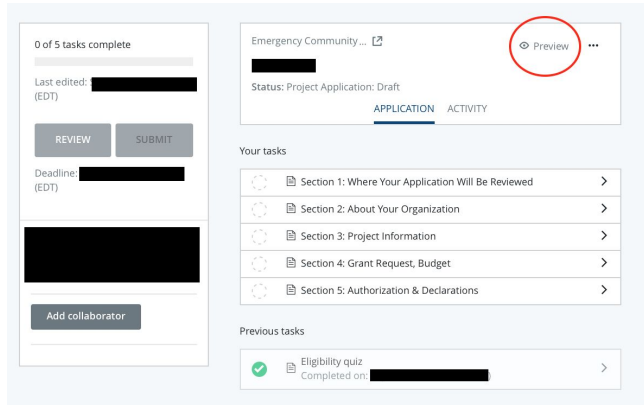 0 of 5 tasks complete
Last edited:
(EDT)
REVIEW
SUBMIT
Deadline:
(EDT)
Add collaborator
Emergency Community ...
Preview
Status: Project Application: Draft
APPLICATION ACTIVITY
Your tasks
Section 1: Where Your Application Will Be Reviewed
Section 2: About Your Organization
Section 3: Project Information
Section 4: Grant Request, Budget
Section 5: Authorization & Declarations
Previous tasks
Eligibility quiz
Completed on: